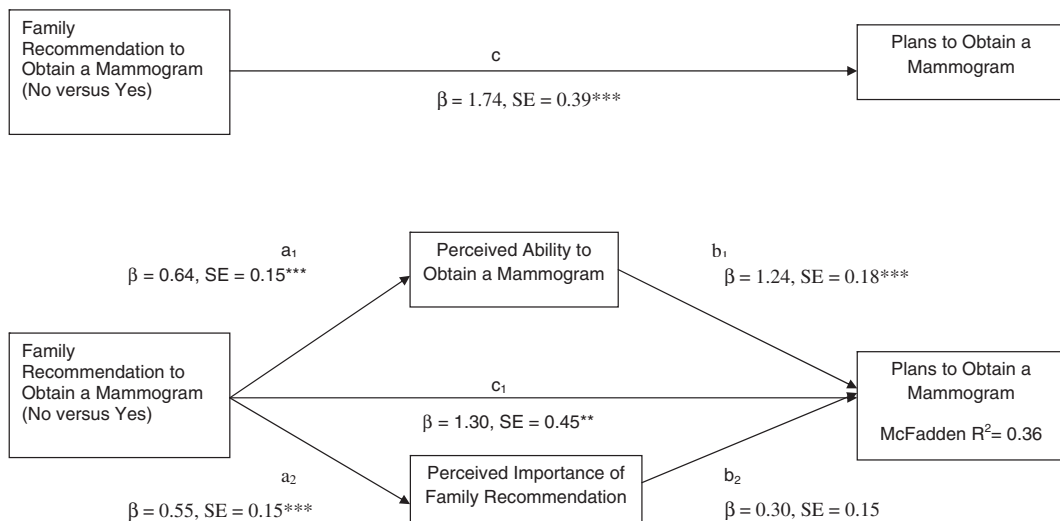 Family
Recommendation to
Obtain a Mammogram
(No versus Yes)
c
β = 1.74, SE = 0.39***
Plans to Obtain a
Mammogram
a₁
β = 0.64, SE = 0.15***
Perceived Ability to
Obtain a Mammogram
b₁
β = 1.24, SE = 0.18***
Family
Recommendation to
Obtain a Mammogram
(No versus Yes)
c₁
β = 1.30, SE = 0.45**
Plans to Obtain a
Mammogram
McFadden R²= 0.36
a₂
β = 0.55, SE = 0.15***
Perceived Importance of
Family Recommendation
b₂
β = 0.30, SE = 0.15